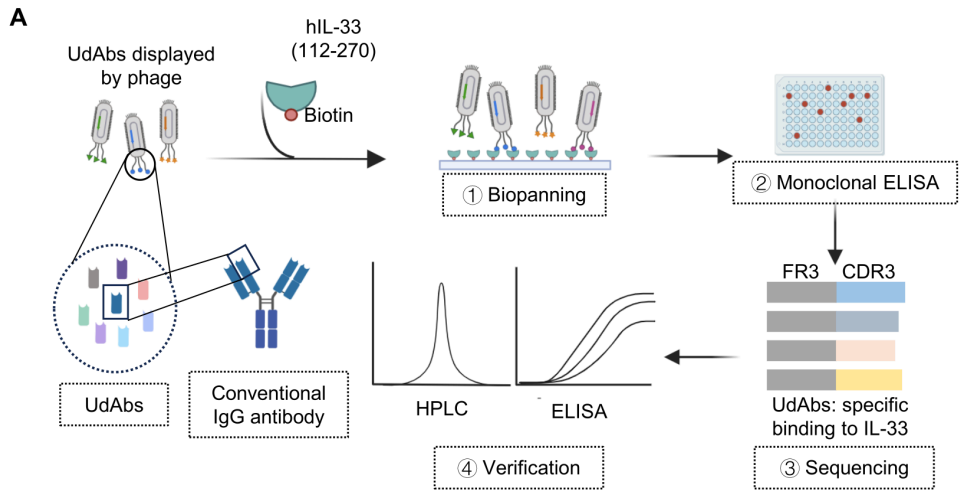 A
UdAbs displayed
by phage
hIL-33
(112-270)
Biotin
① Biopanning
② Monoclonal ELISA
FR3 CDR3
UdAbs: specific
binding to IL-33
③ Sequencing
HPLC
ELISA
④ Verification
UdAbs
Conventional
IgG antibody